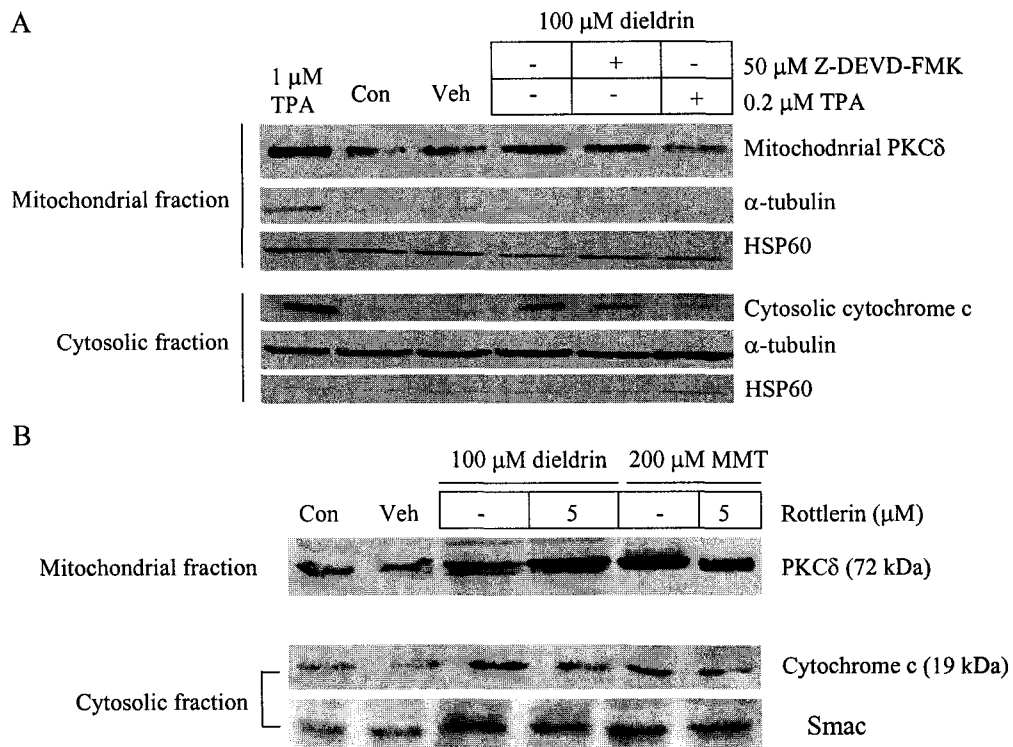 A
100 µM dieldrin
1 µM
TPA
Con
Veh
- + - 50 µM Z-DEVD-FMK
- - + 0.2 µM TPA
Mitochondrial fraction
Mitochodnrial PKCδ
α-tubulin
HSP60
Cytosolic fraction
Cytosolic cytochrome c
α-tubulin
HSP60
B
100 µM dieldrin 200 µM MMT
Con Veh - 5 - 5 Rottlerin (µM)
Mitochondrial fraction PKCδ (72 kDa)
Cytosolic fraction
Cytochrome c (19 kDa)
Smac